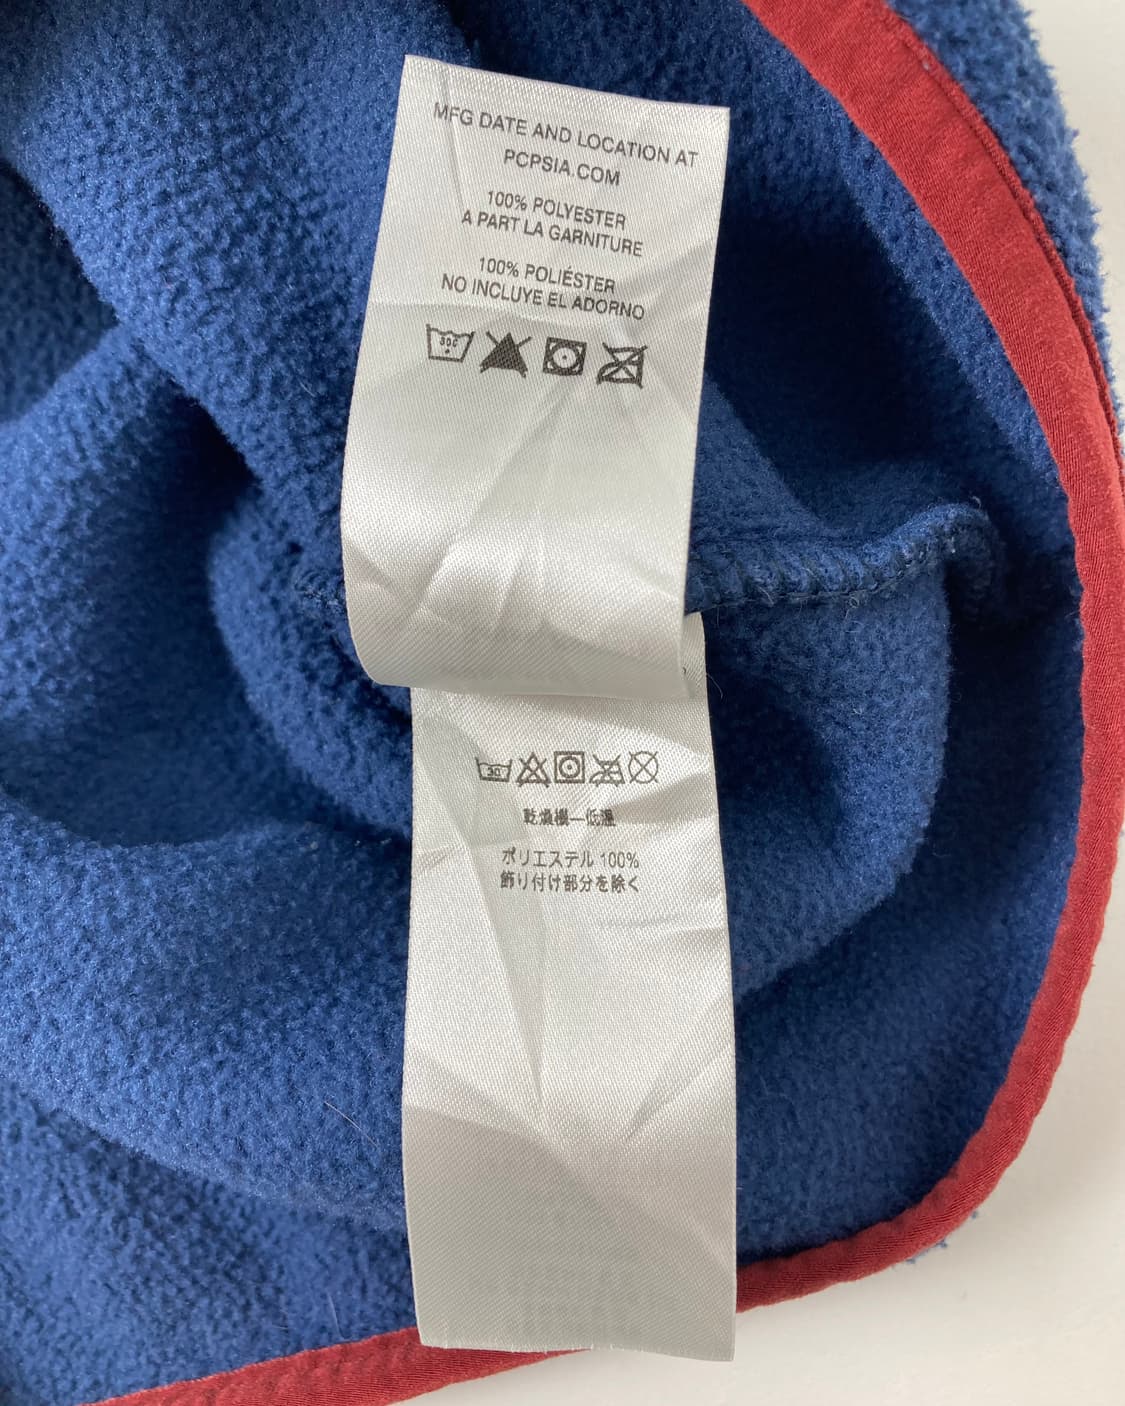 MFG DATE AND LOCATION AT
PCPSIA.COM
100% POLYESTER
A PART LA GARNITURE
100% POLIÉSTER
NO INCLUYE EL ADORNO
30C
30
乾燥機—低温
ポリエステル 100%
飾り付け部分を除く